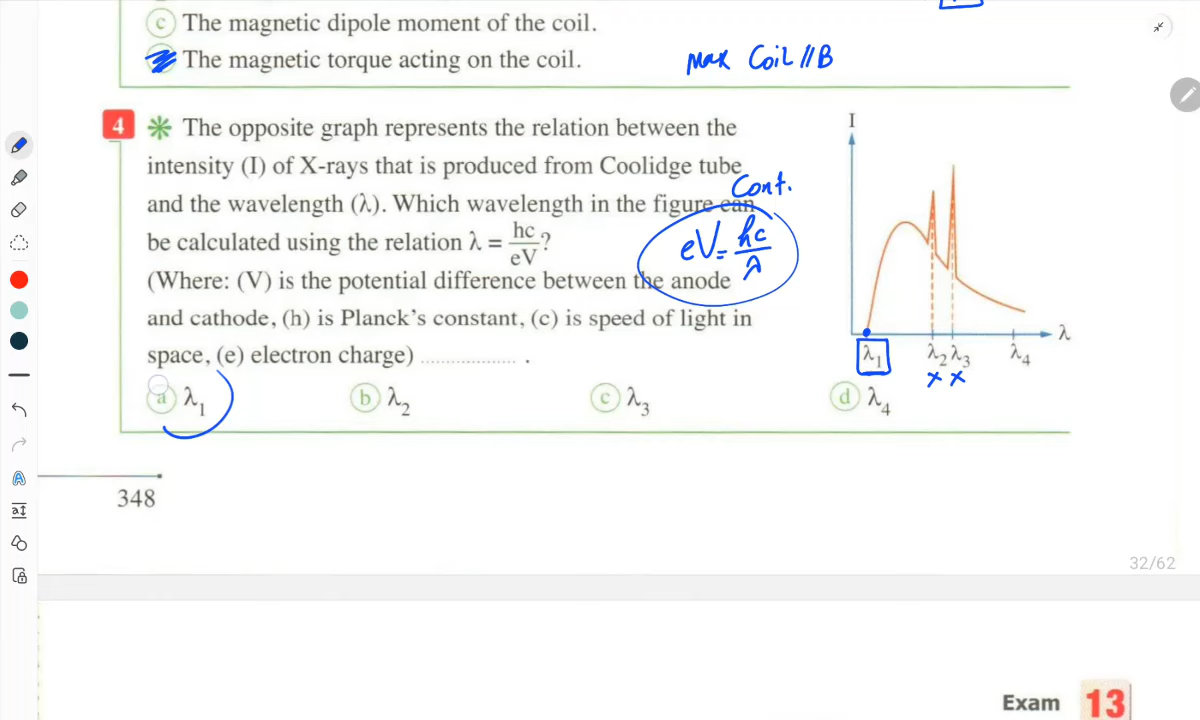 c The magnetic dipole moment of the coil.
The magnetic torque acting on the coil.
Max Coil // B
4 The opposite graph represents the relation between the
intensity (I) of X-rays that is produced from Coolidge tube
and the wavelength (λ). Which wavelength in the figure can
be calculated using the relation λ = hc/eV ?
(Where: (V) is the potential difference between the anode
and cathode, (h) is Planck's constant, (c) is speed of light in
space, (e) electron charge) .................. .
Cont.
eV = hc/λ
I
λ
λ₁ λ₂ λ₃ λ₄
x x
a λ₁ b λ₂ c λ₃ d λ₄
348
32/62
Exam 13